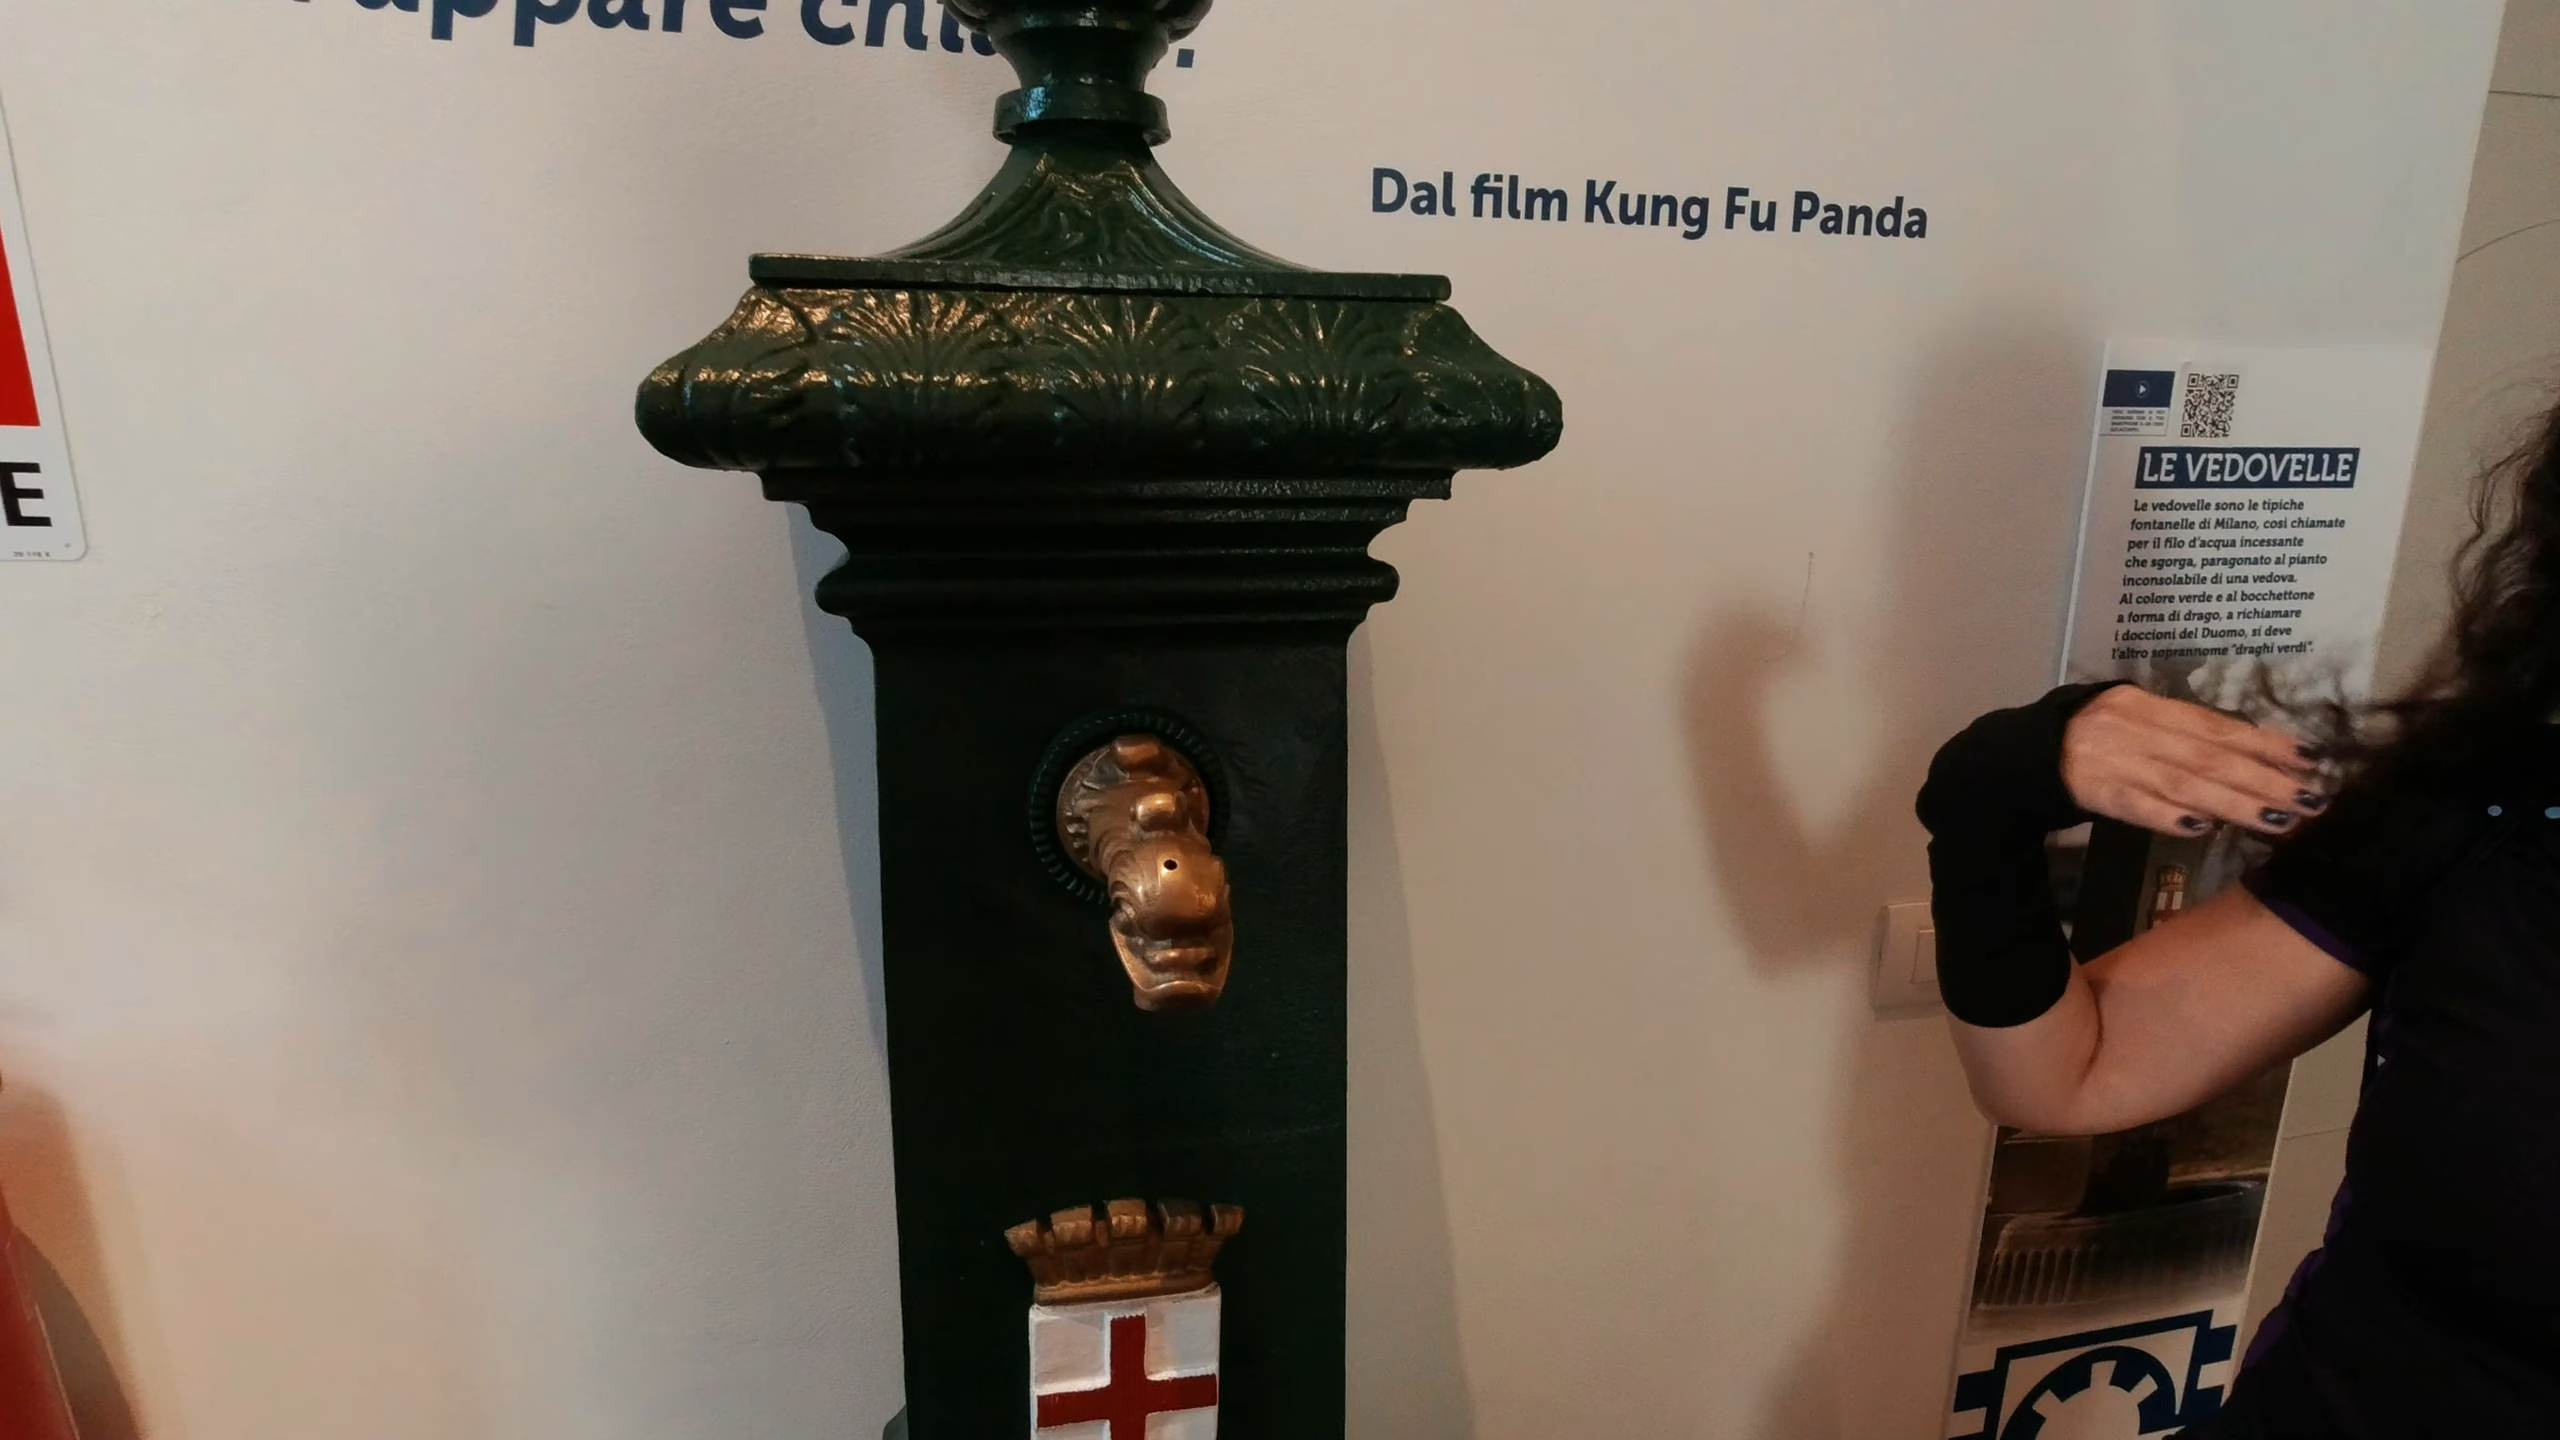 appare
Dal film Kung Fu Panda
E
LE VEDOVELLE
Le vedovelle sono le tipiche
fontanelle di Milano, così chiamate
per il filo d'acqua incessante
che sgorga, paragonato al pianto
inconsolabile di una vedova.
Al colore verde e al bocchettone
a forma di drago, a richiamare
i doccioni del Duomo, si deve
l'altro soprannome "draghi verdi".